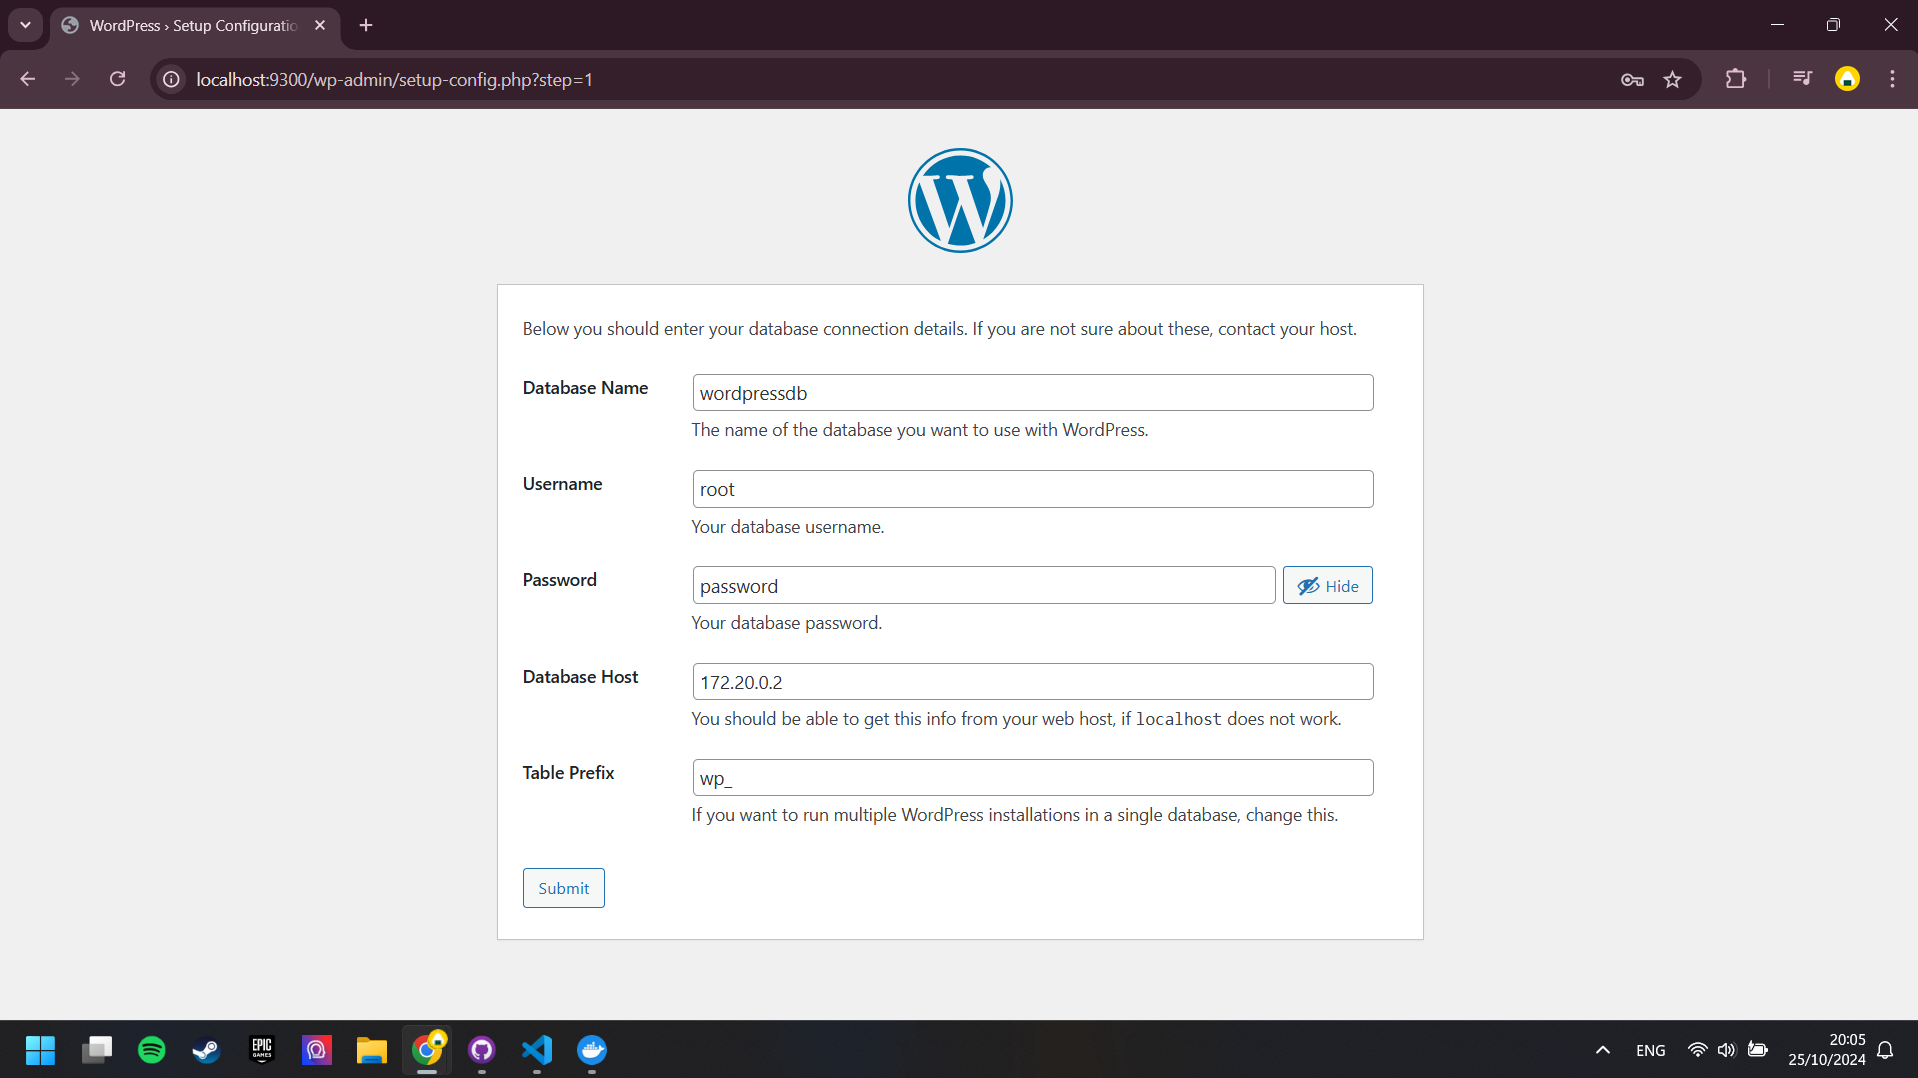 WordPress › Setup Configuratio
localhost:9300/wp-admin/setup-config.php?step=1
W
Below you should enter your database connection details. If you are not sure about these, contact your host.
Database Name
wordpressdb
The name of the database you want to use with WordPress.
Username
root
Your database username.
Password
password
Hide
Your database password.
Database Host
172.20.0.2
You should be able to get this info from your web host, if localhost does not work.
Table Prefix
wp_
If you want to run multiple WordPress installations in a single database, change this.
Submit
EPIC
GAMES
ENG
20:05
25/10/2024